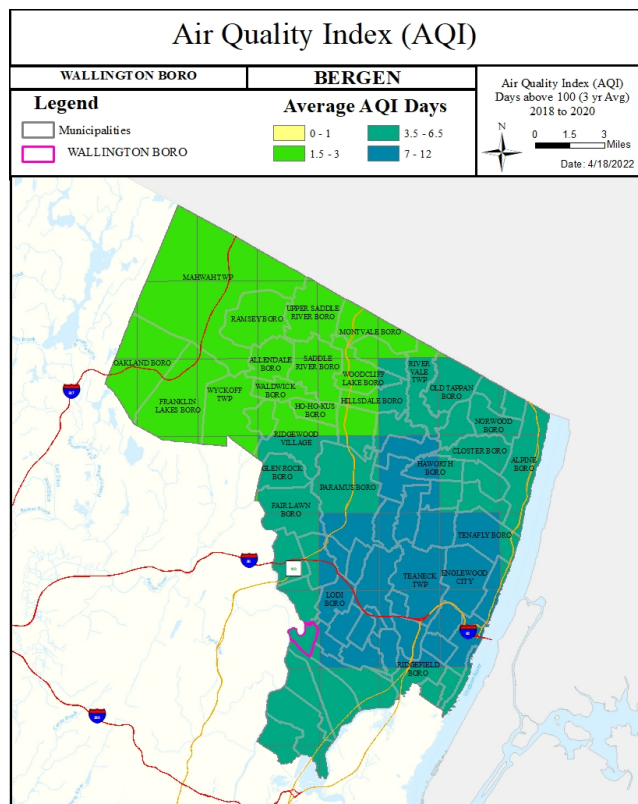 Air Quality Index (AQI)
WALLINGTON BORO
BERGEN
Legend
Municipalities
WALLINGTON BORO
Average AQI Days
0 - 1
1.5 - 3
3.5 - 6.5
7 - 12
Air Quality Index (AQI)
Days above 100 (3 yr Avg)
2018 to 2020
N
0 1.5 3
Miles
Date: 4/18/2022
MAHWAH TWP
UPPER SADDLE
RIVER BORO
RAMSEY BORO
MONTVALE BORO
OAKLAND BORO
ALLENDALE
BORO
SADDLE
RIVER BORO
RIVER
VALE
TWP
WOODCLIFF
LAKE BORO
OLD TAPPAN
BORO
WYCKOFF
TWP
WALDWICK
BORO
FRANKLIN
LAKES BORO
HO-HO-KUS
BORO
HILLSDALE BORO
NORWOOD
BORO
RIDGEWOOD
VILLAGE
CLOSTER BORO
ALPINE
BORO
GLEN ROCK
BORO
HAWORTH
BORO
PARAMUS BORO
FAIR LAWN
BORO
TENAFLY BORO
TEANECK
TWP
ENGLEWOOD
CITY
LODI
BORO
RIDGEFIELD
BORO